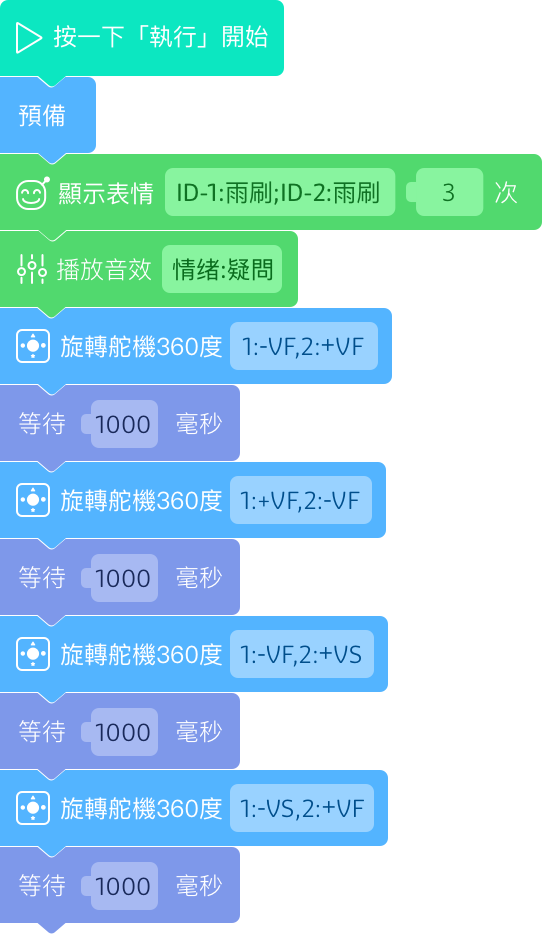 按一下「執行」開始
預備
顯示表情 ID-1:雨刷;ID-2:雨刷 3 次
播放音效 情绪:疑問
旋轉舵機360度 1:-VF,2:+VF
等待 1000 毫秒
旋轉舵機360度 1:+VF,2:-VF
等待 1000 毫秒
旋轉舵機360度 1:-VF,2:+VS
等待 1000 毫秒
旋轉舵機360度 1:-VS,2:+VF
等待 1000 毫秒